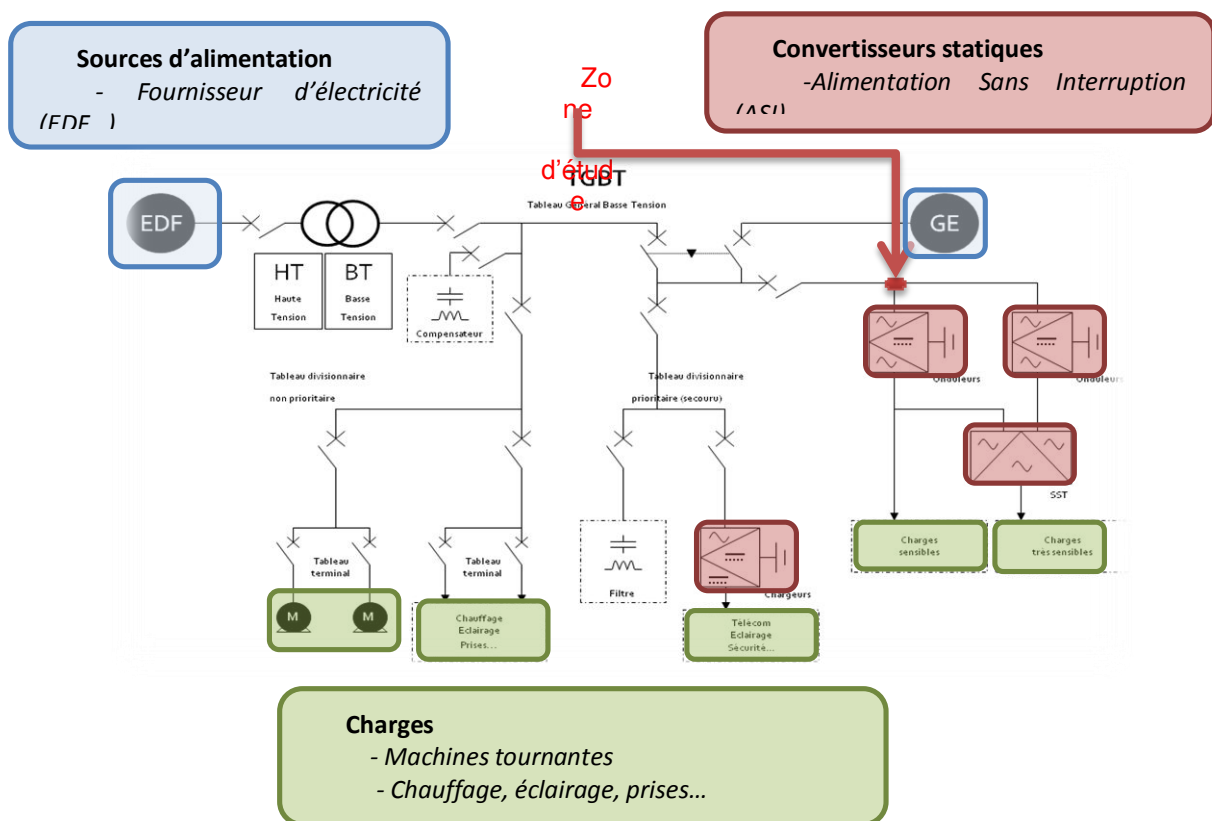 Sources d'alimentation
- Fournisseur d'électricité
(EDF...)
Convertisseurs statiques
-Alimentation Sans Interruption
(ASI)
Zo
ne
d'étud
e
TGBT
Tableau General Basse Tension
EDF
GE
HT
Haute
Tension
BT
Basse
Tension
Compensateur
Onduleurs
Onduleurs
Tableau divisionnaire
non prioritaire
Tableau divisionnaire
prioritaire (secouru)
SST
Charges
sensibles
Charges
très sensibles
Tableau
terminal
Tableau
terminal
Filtre
Chargeurs
M
M
Chauffage
Eclairage
Prises...
Télécom
Eclairage
Sécurité...
Charges
- Machines tournantes
- Chauffage, éclairage, prises...